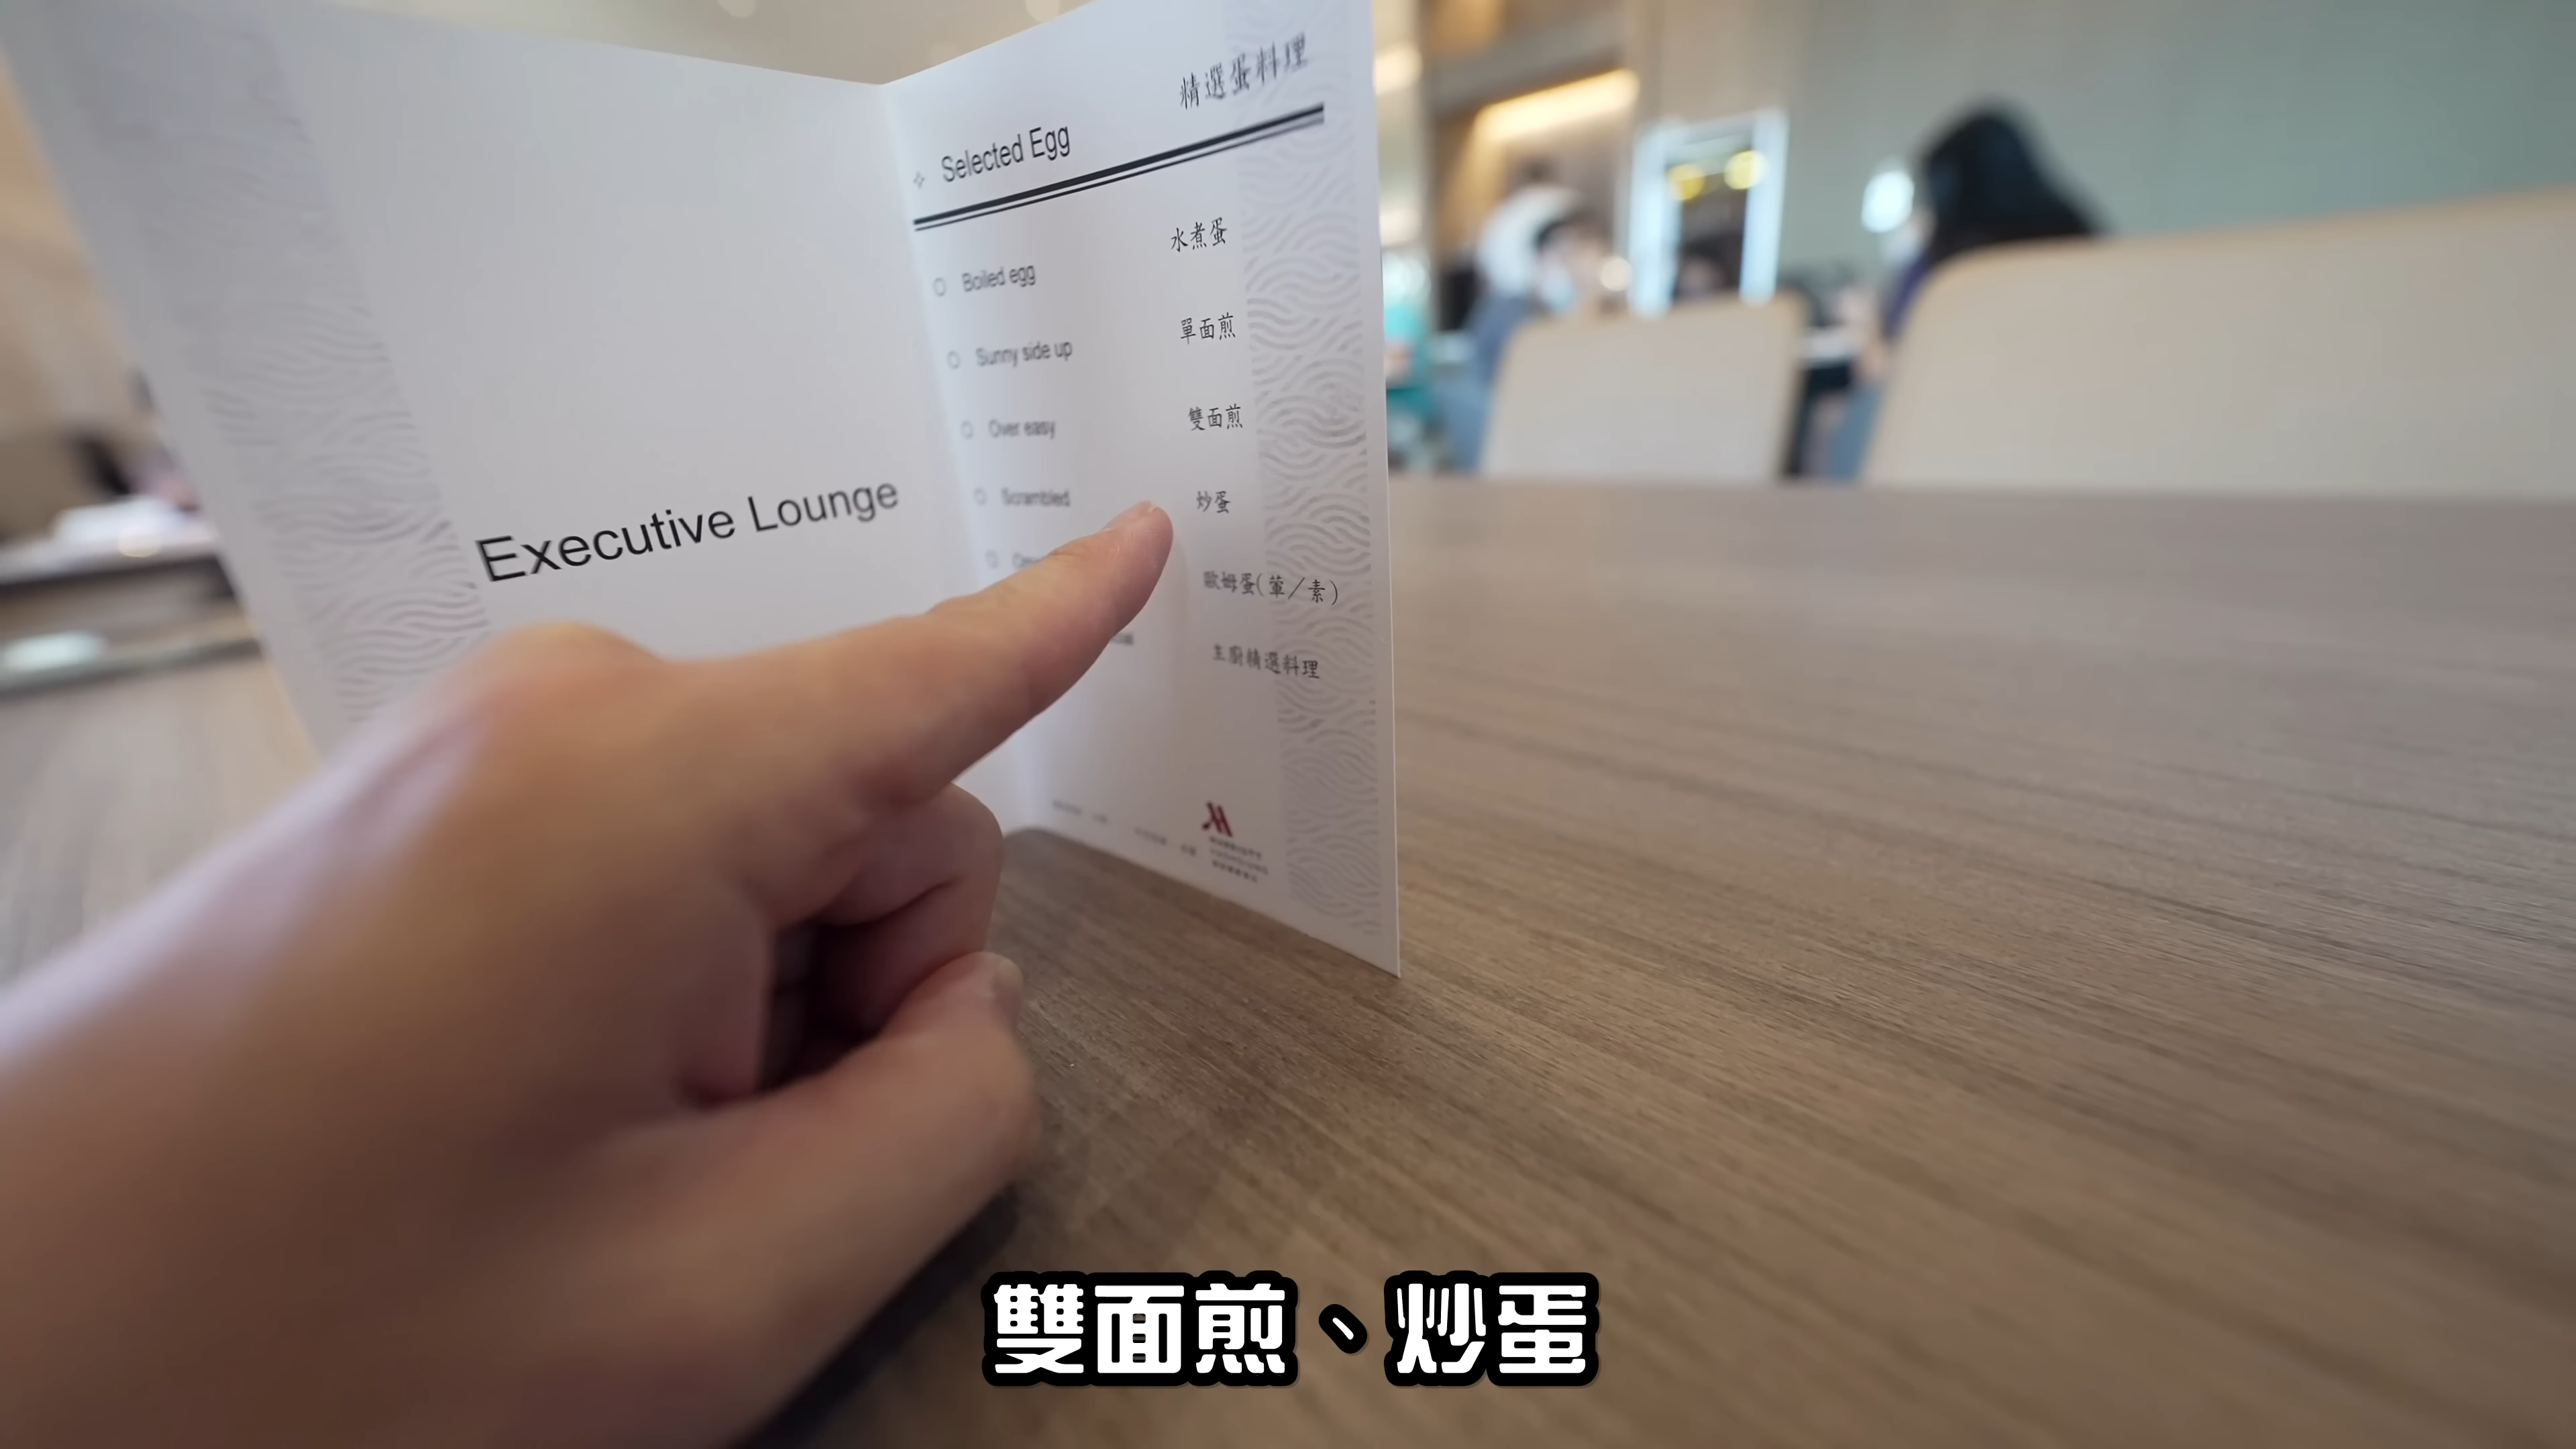 精選蛋料理
Selected Egg
Boiled egg 水煮蛋
Sunny side up 單面煎
Over easy 雙面煎
Scrambled 炒蛋
歐姆蛋(葷/素)
主廚精選料理
Executive Lounge
雙面煎、炒蛋